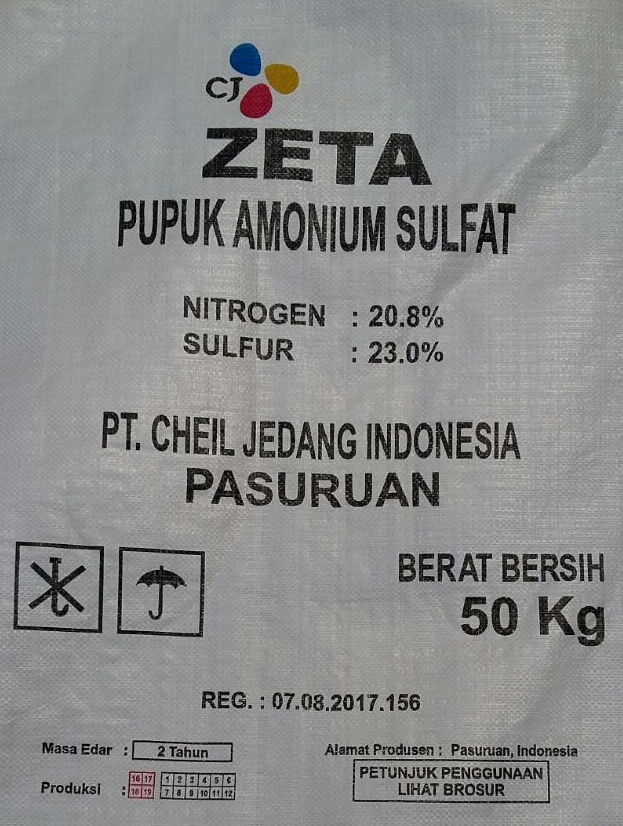 CJ
ZETA
PUPUK AMONIUM SULFAT
NITROGEN : 20.8%
SULFUR : 23.0%
PT. CHEIL JEDANG INDONESIA
PASURUAN
BERAT BERSIH
50 Kg
REG. : 07.08.2017.156
Masa Edar : 2 Tahun
Alamat Produsen : Pasuruan, Indonesia
Produksi : 16 17 1 2 3 4 5 6
18 19 7 8 9 10 11 12
PETUNJUK PENGGUNAAN
LIHAT BROSUR